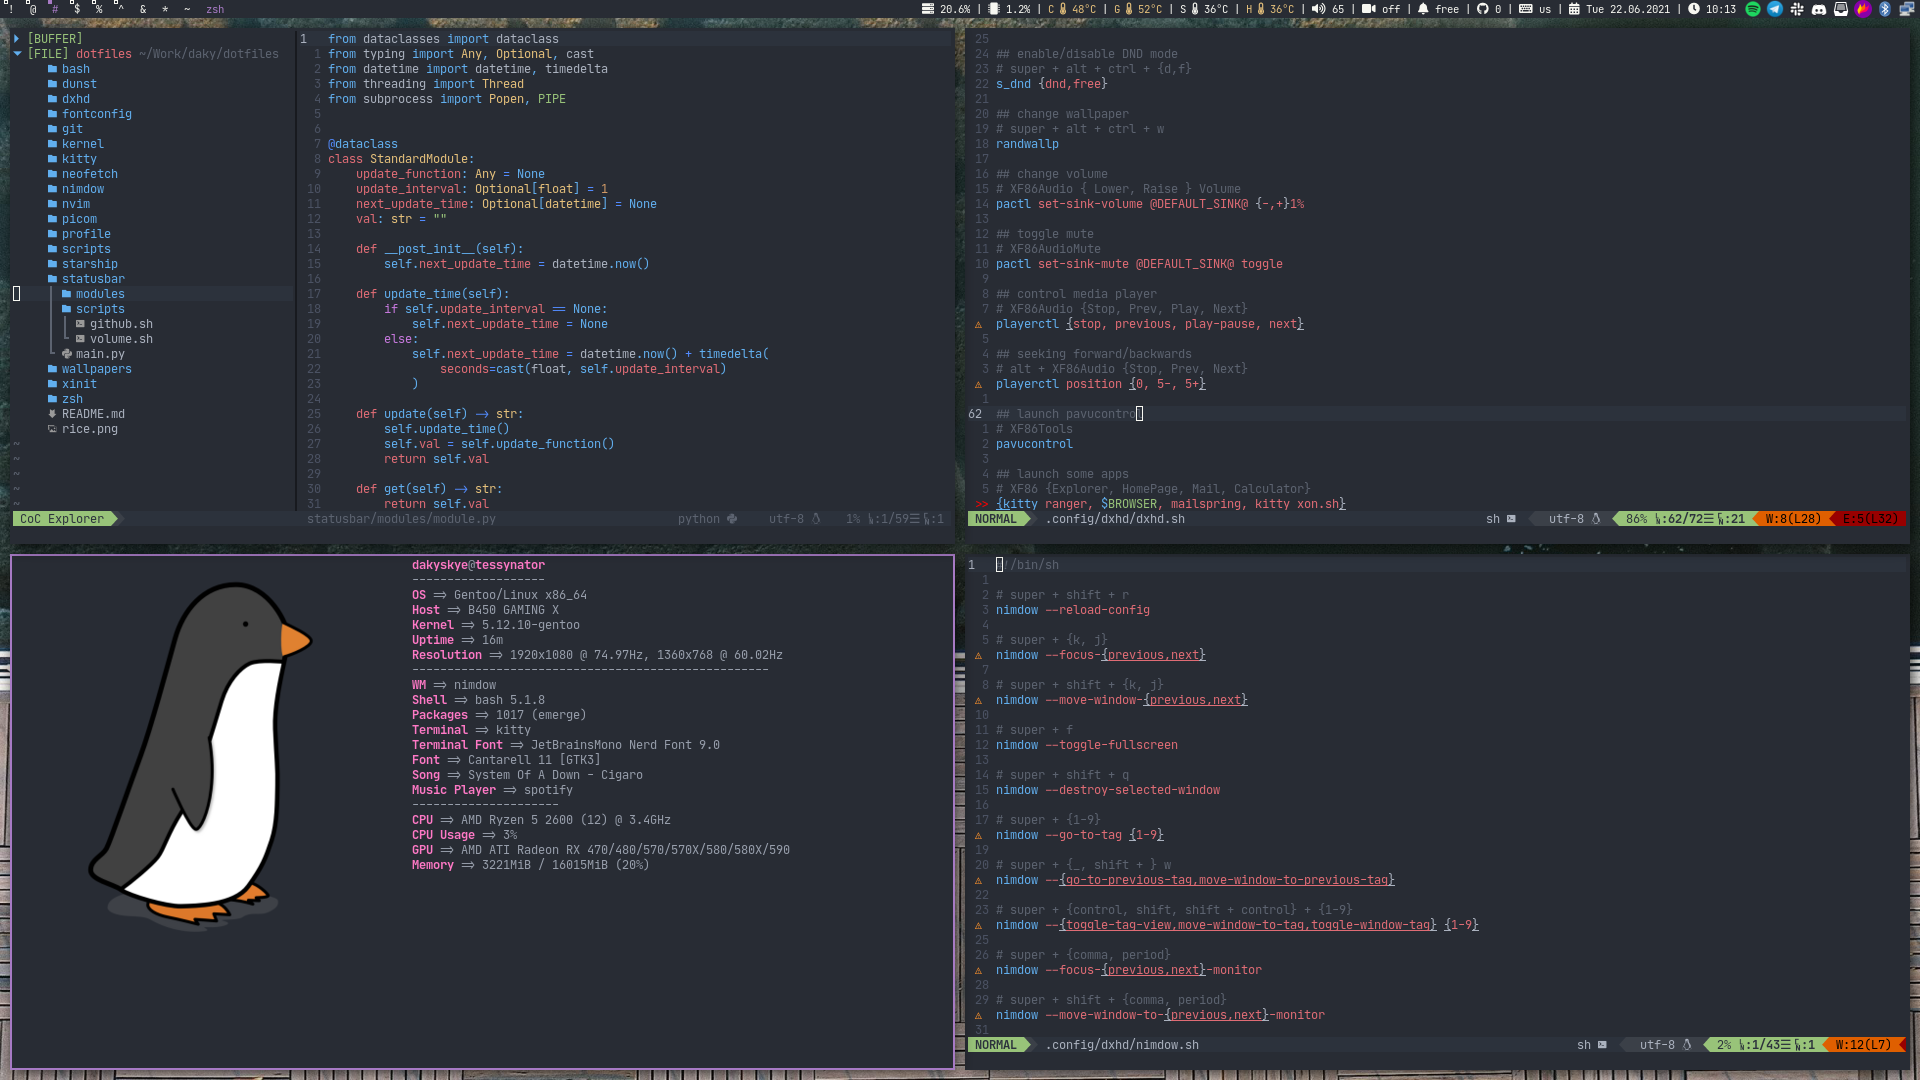 ! @ # $ % ^ & * ~ zsh
20.6% | 1.2% | C 48°C | G 52°C | S 36°C | H 36°C | 65 | off | free | 0 | us | Tue 22.06.2021 | 10:13
[BUFFER]
[FILE] dotfiles ~/Work/daky/dotfiles
bash
dunst
dxhd
fontconfig
git
kernel
kitty
neofetch
nimdow
nvim
picom
profile
scripts
starship
statusbar
modules
scripts
github.sh
volume.sh
main.py
wallpapers
xinit
zsh
README.md
rice.png
~
~
~
~
~
CoC Explorer
1 from dataclasses import dataclass
1 from typing import Any, Optional, cast
2 from datetime import datetime, timedelta
3 from threading import Thread
4 from subprocess import Popen, PIPE
5
6
7 @dataclass
8 class StandardModule:
9 update_function: Any = None
10 update_interval: Optional[float] = 1
11 next_update_time: Optional[datetime] = None
12 val: str = ""
13
14 def __post_init__(self):
15 self.next_update_time = datetime.now()
16
17 def update_time(self):
18 if self.update_interval == None:
19 self.next_update_time = None
20 else:
21 self.next_update_time = datetime.now() + timedelta(
22 seconds=cast(float, self.update_interval)
23 )
24
25 def update(self) -> str:
26 self.update_time()
27 self.val = self.update_function()
28 return self.val
29
30 def get(self) -> str:
31 return self.val
statusbar/modules/module.py python utf-8 1% 1/59 1
25
24 ## enable/disable DND mode
23 # super + alt + ctrl + {d,f}
22 s_dnd {dnd,free}
21
20 ## change wallpaper
19 # super + alt + ctrl + w
18 randwallp
17
16 ## change volume
15 # XF86Audio { Lower, Raise } Volume
14 pactl set-sink-volume @DEFAULT_SINK@ {-,+}1%
13
12 ## toggle mute
11 # XF86AudioMute
10 pactl set-sink-mute @DEFAULT_SINK@ toggle
9
8 ## control media player
7 # XF86Audio {Stop, Prev, Play, Next}
playerctl {stop, previous, play-pause, next}
5
4 ## seeking forward/backwards
3 # alt + XF86Audio {Stop, Prev, Next}
playerctl position {0, 5-, 5+}
1
62 ## launch pavucontrol
1 # XF86Tools
2 pavucontrol
3
4 ## launch some apps
5 # XF86 {Explorer, HomePage, Mail, Calculator}
>> {kitty ranger, $BROWSER, mailspring, kitty xon.sh}
NORMAL .config/dxhd/dxhd.sh sh utf-8 86% :62/72 :21 W:8(L28) E:5(L32)
dakyskye@tessynator
-------------------
OS => Gentoo/Linux x86_64
Host => B450 GAMING X
Kernel => 5.12.10-gentoo
Uptime => 16m
Resolution => 1920x1080 @ 74.97Hz, 1360x768 @ 60.02Hz
---------------------------------------------------
WM => nimdow
Shell => bash 5.1.8
Packages => 1017 (emerge)
Terminal => kitty
Terminal Font => JetBrainsMono Nerd Font 9.0
Font => Cantarell 11 [GTK3]
Song => System Of A Down - Cigaro
Music Player => spotify
---------------------
CPU => AMD Ryzen 5 2600 (12) @ 3.4GHz
CPU Usage => 3%
GPU => AMD ATI Radeon RX 470/480/570/570X/580/580X/590
Memory => 3221MiB / 16015MiB (20%)
1 /bin/sh
1
2 # super + shift + r
3 nimdow --reload-config
4
5 # super + {k, j}
nimdow --focus-{previous,next}
7
8 # super + shift + {k, j}
nimdow --move-window-{previous,next}
10
11 # super + f
12 nimdow --toggle-fullscreen
13
14 # super + shift + q
15 nimdow --destroy-selected-window
16
17 # super + {1-9}
nimdow --go-to-tag {1-9}
19
20 # super + {_, shift + } w
nimdow --{go-to-previous-tag,move-window-to-previous-tag}
22
23 # super + {control, shift, shift + control} + {1-9}
nimdow --{toggle-tag-view,move-window-to-tag,toggle-window-tag} {1-9}
25
26 # super + {comma, period}
nimdow --focus-{previous,next}-monitor
28
29 # super + shift + {comma, period}
nimdow --move-window-to-{previous,next}-monitor
31
NORMAL .config/dxhd/nimdow.sh sh utf-8 2% :1/43 :1 W:12(L7)